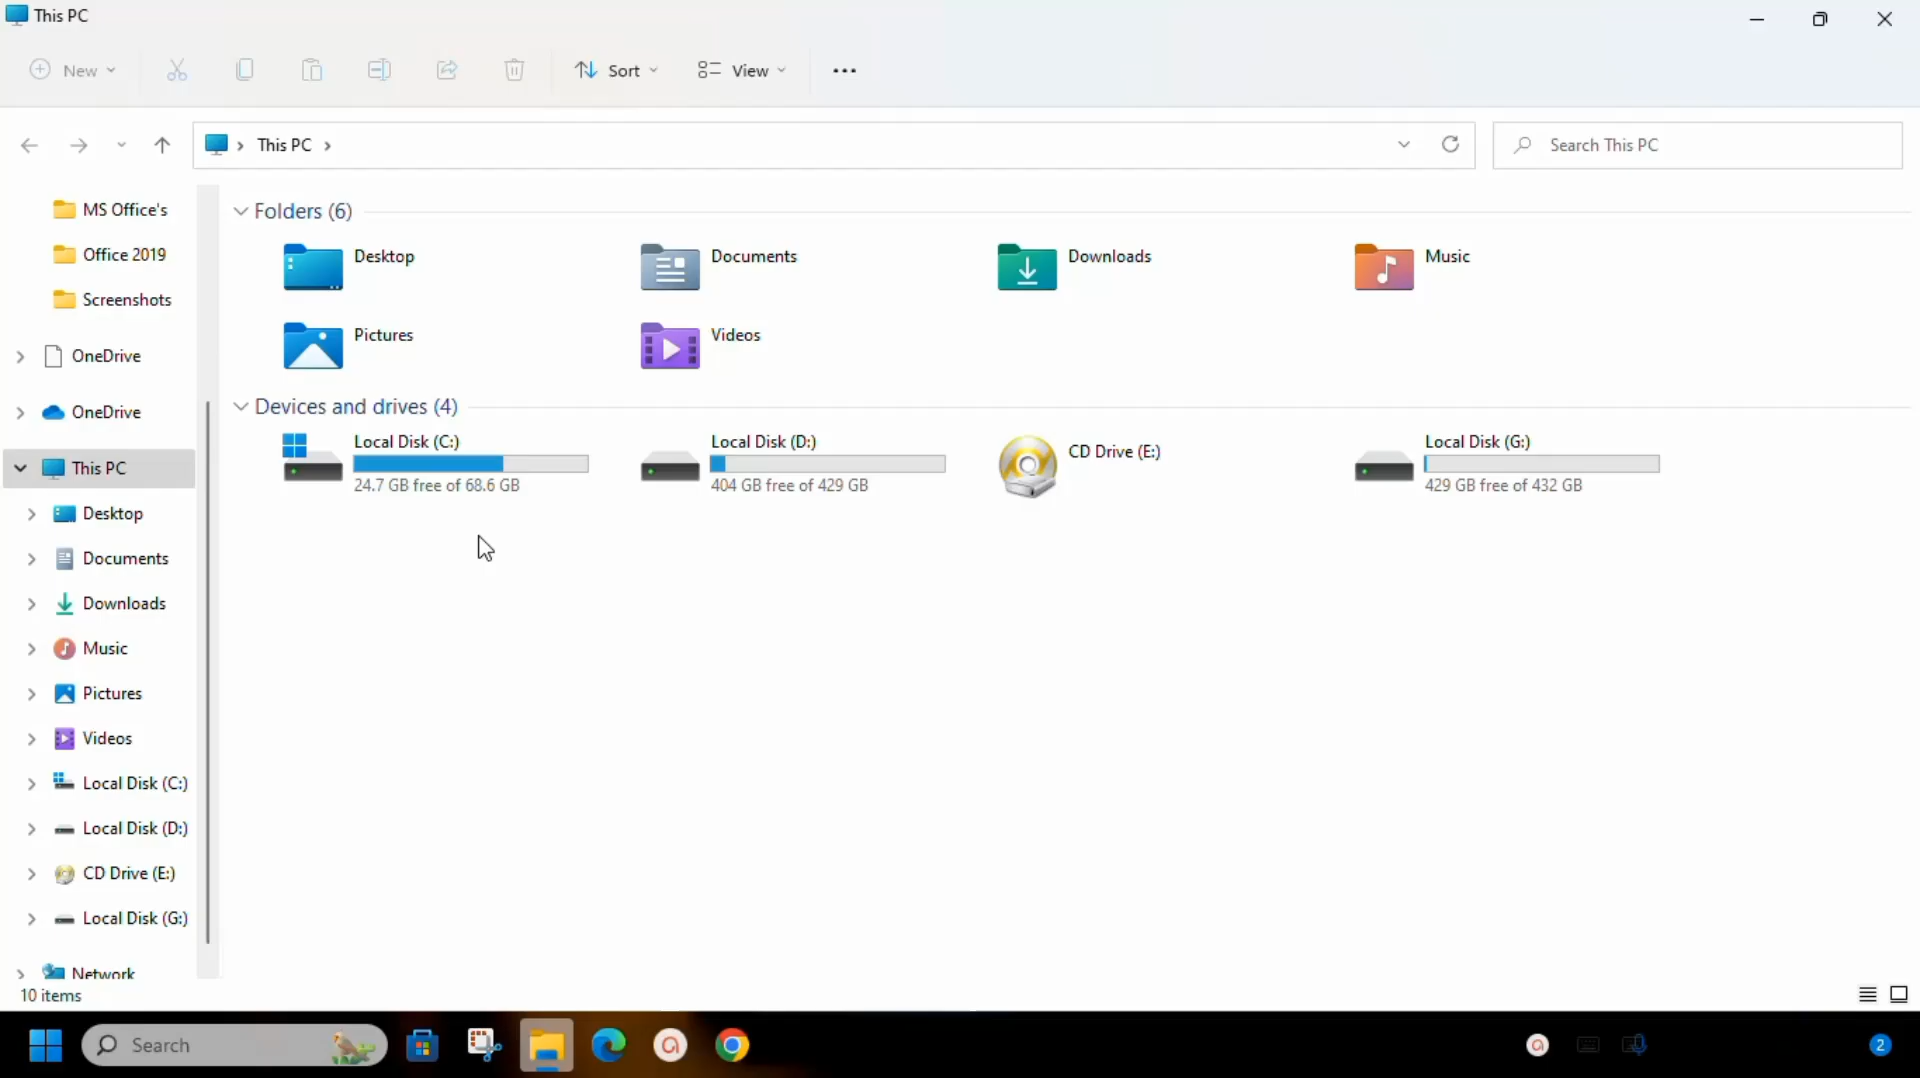 This PC
New
Sort
View
This PC
Search This PC
MS Office's
Office 2019
Screenshots
OneDrive
OneDrive
This PC
Desktop
Documents
Downloads
Music
Pictures
Videos
Local Disk (C:)
Local Disk (D:)
CD Drive (E:)
Local Disk (G:)
Network
Folders (6)
Desktop
Documents
Downloads
Music
Pictures
Videos
Devices and drives (4)
Local Disk (C:)
24.7 GB free of 68.6 GB
Local Disk (D:)
404 GB free of 429 GB
CD Drive (E:)
Local Disk (G:)
429 GB free of 432 GB
10 items
Search
2